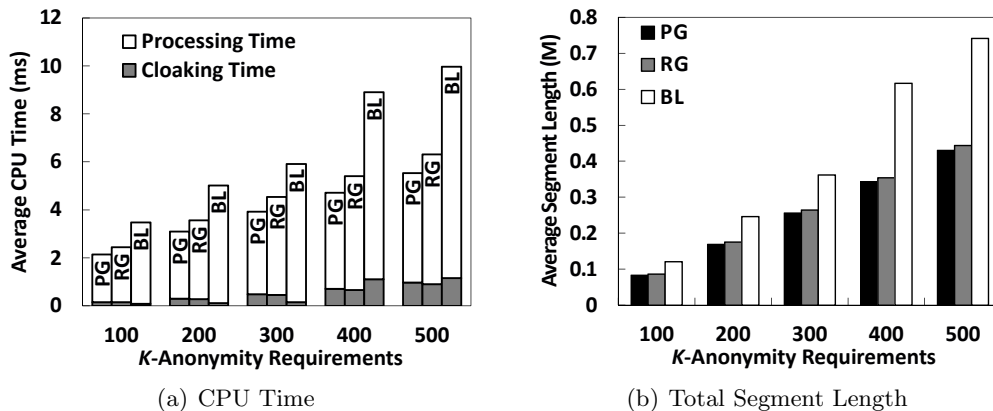 12
10
8
6
4
2
0
Average CPU Time (ms)
Processing Time
Cloaking Time
PG
RG
BL
PG
RG
BL
PG
RG
BL
PG
RG
BL
PG
RG
BL
100 200 300 400 500
K-Anonymity Requirements
(a) CPU Time
0.8
0.7
0.6
0.5
0.4
0.3
0.2
0.1
0
Average Segment Length (M)
PG
RG
BL
100 200 300 400 500
K-Anonymity Requirements
(b) Total Segment Length